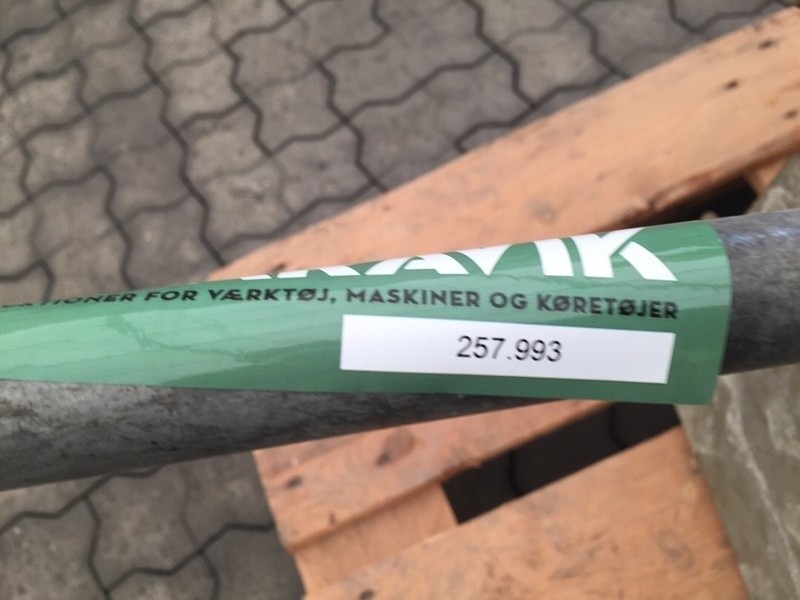 FOR VÆRKTØJ, MASKINER OG KØRETØJER
257.993